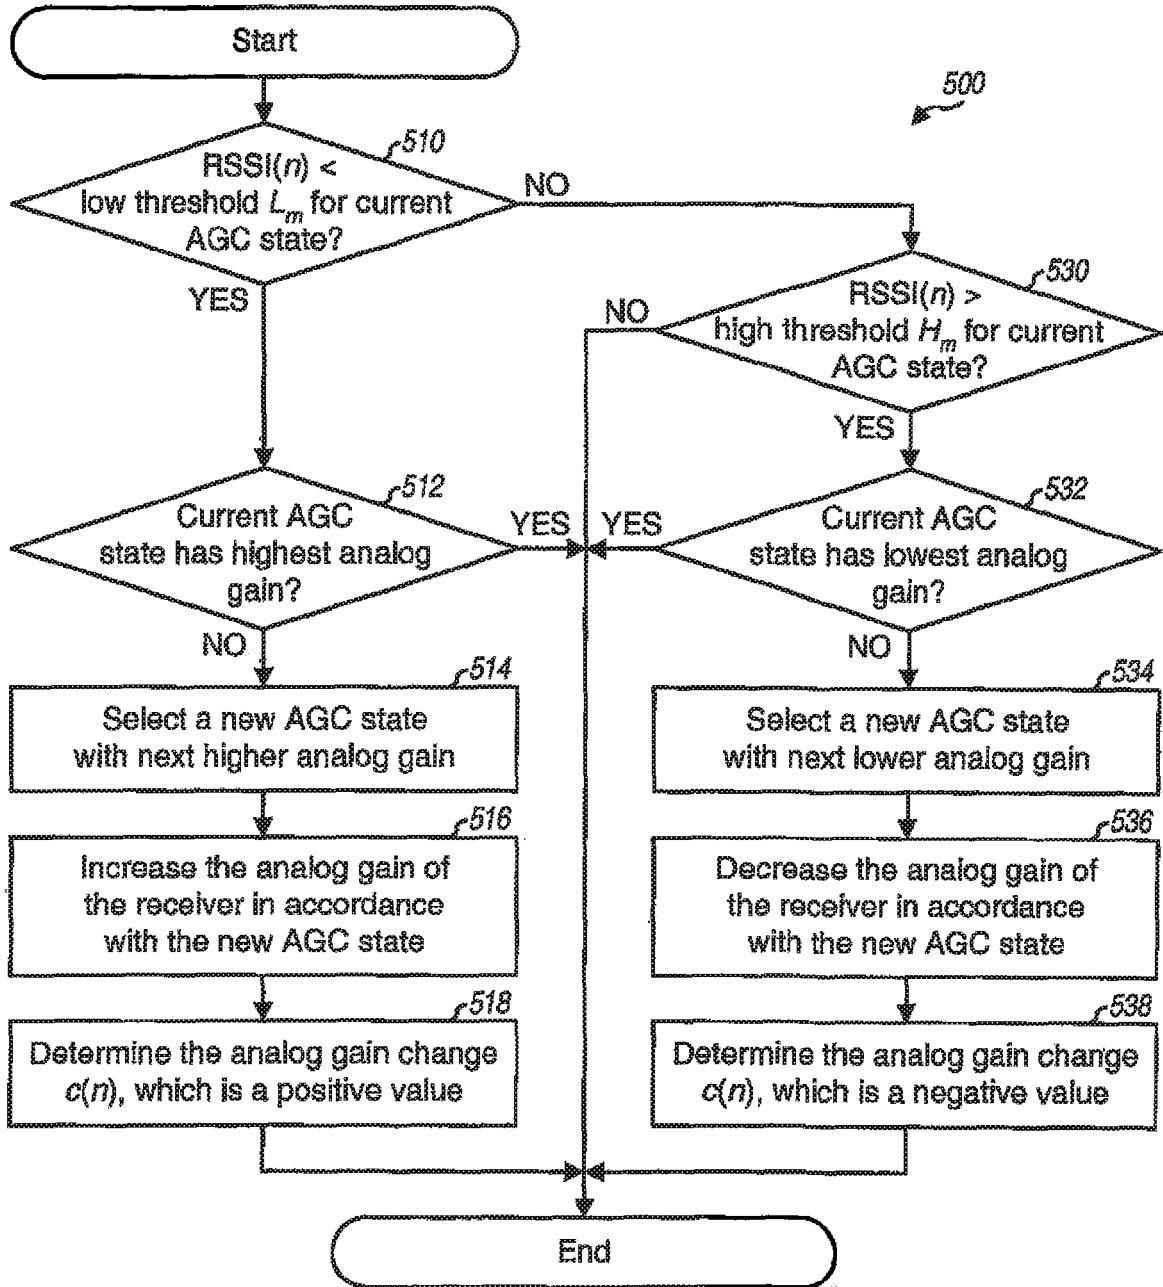 Start
500
510
RSSI(n) <
low threshold Lm for current
AGC state?
NO
YES
530
RSSI(n) >
high threshold Hm for current
AGC state?
NO
YES
512
Current AGC
state has highest analog
gain?
YES
NO
532
Current AGC
state has lowest analog
gain?
YES
NO
514
Select a new AGC state
with next higher analog gain
534
Select a new AGC state
with next lower analog gain
516
Increase the analog gain of
the receiver in accordance
with the new AGC state
536
Decrease the analog gain of
the receiver in accordance
with the new AGC state
518
Determine the analog gain change
c(n), which is a positive value
538
Determine the analog gain change
c(n), which is a negative value
End